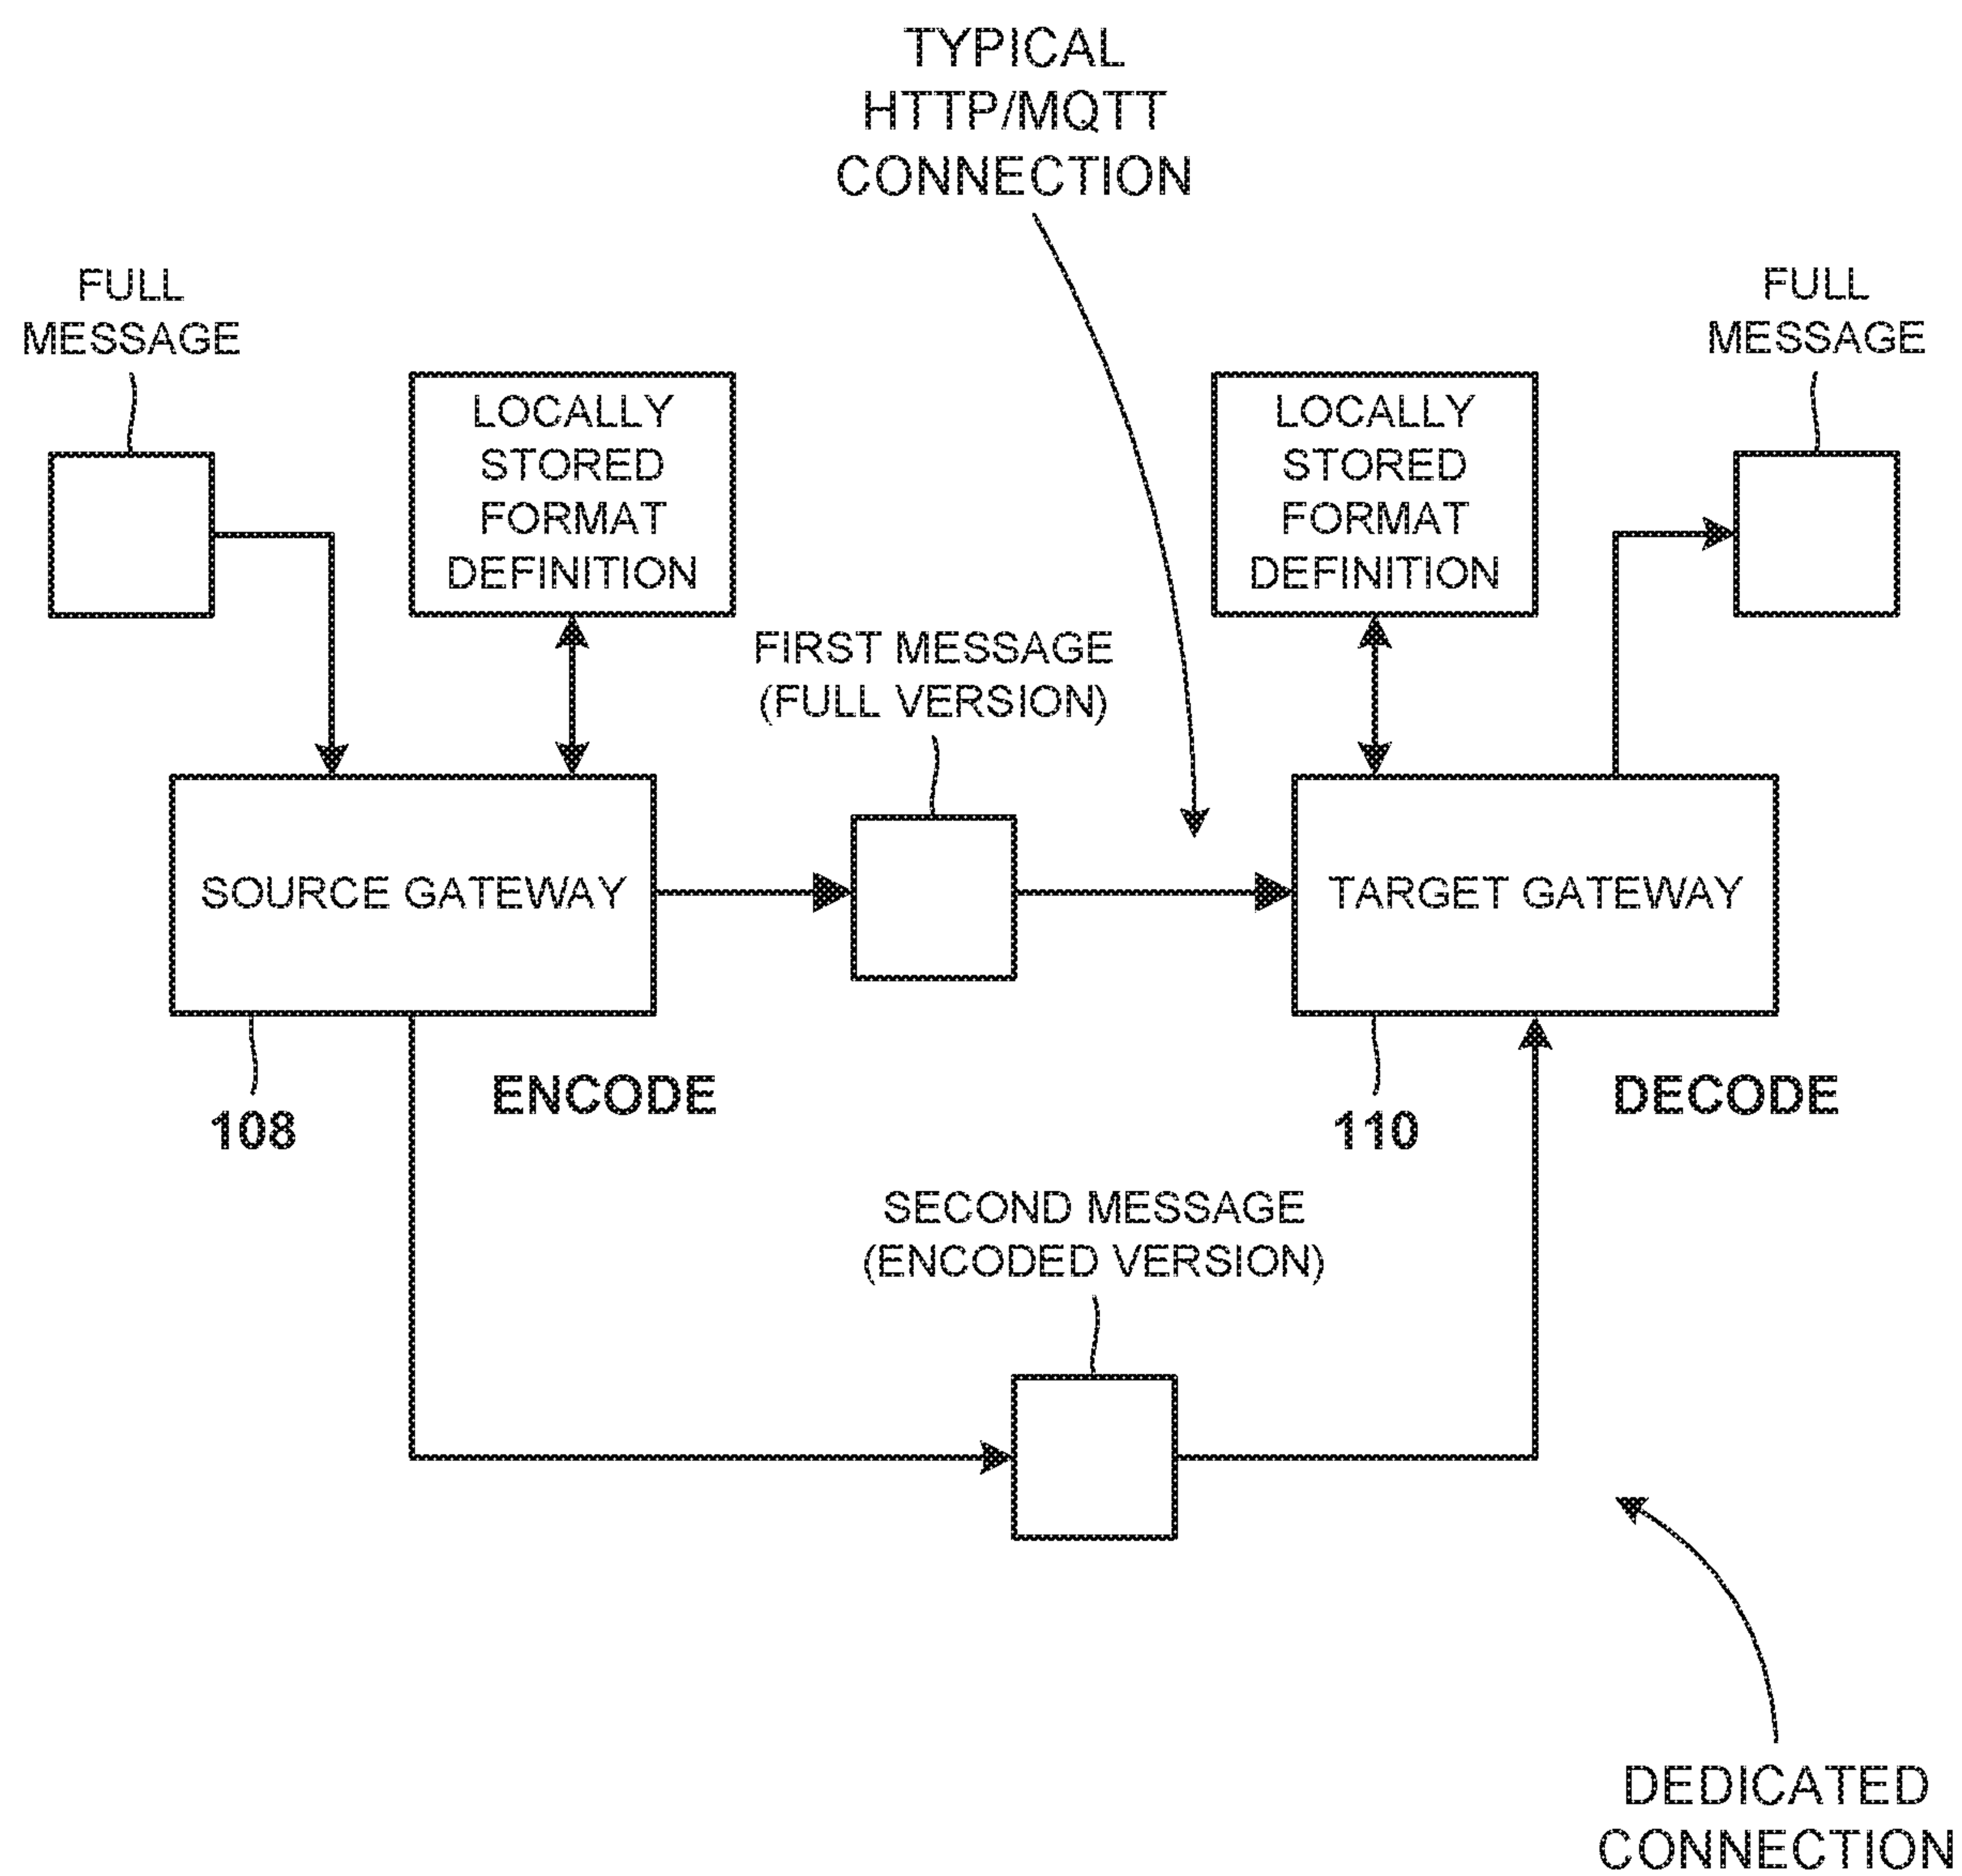 TYPICAL
HTTP/MQTT
CONNECTION
FULL
MESSAGE
FULL
MESSAGE
LOCALLY
STORED
FORMAT
DEFINITION
LOCALLY
STORED
FORMAT
DEFINITION
FIRST MESSAGE
(FULL VERSION)
SOURCE GATEWAY
TARGET GATEWAY
108
ENCODE
110
DECODE
SECOND MESSAGE
(ENCODED VERSION)
DEDICATED
CONNECTION